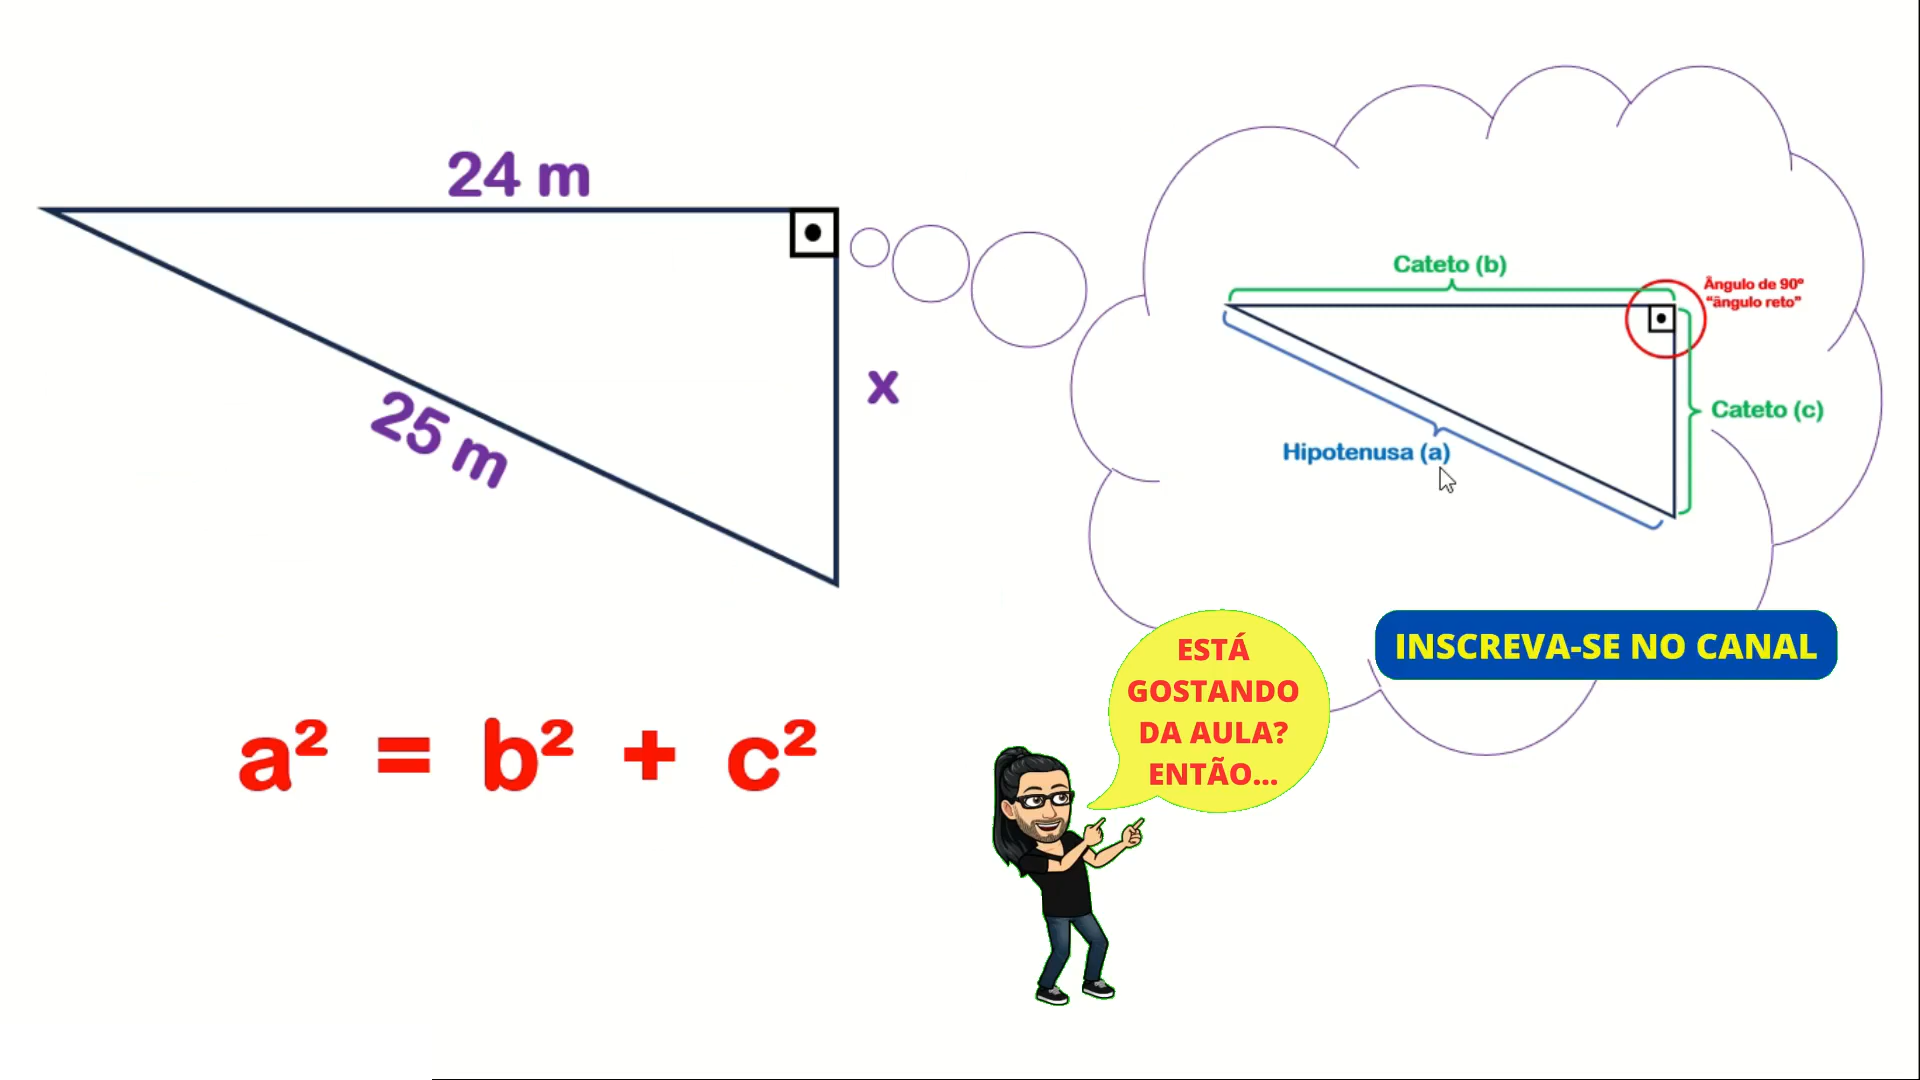 24 m
x
25 m
a² = b² + c²
Cateto (b)
Ângulo de 90º
“ângulo reto”
Cateto (c)
Hipotenusa (a)
ESTÁ
GOSTANDO
DA AULA?
ENTÃO...
INSCREVA-SE NO CANAL